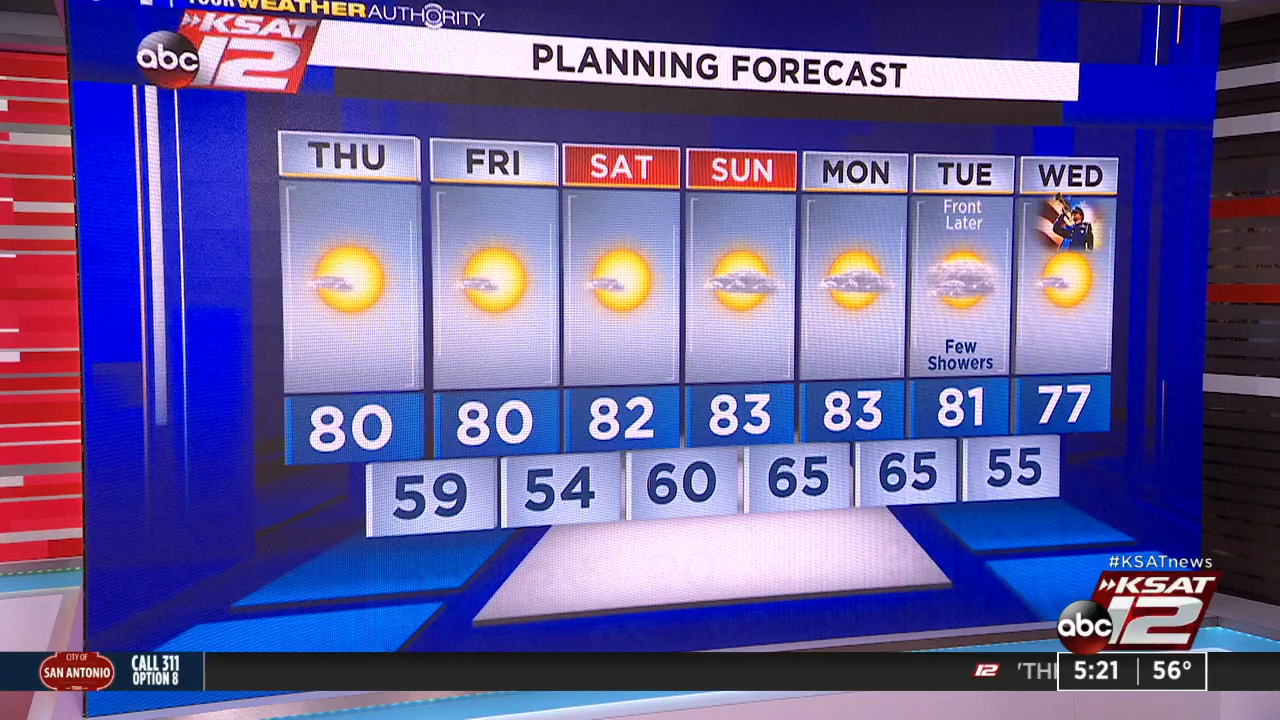 YOUR WEATHER AUTHORITY
KSAT
abc 12
PLANNING FORECAST
THU FRI SAT SUN MON TUE WED
Front
Later
Few
Showers
80 80 82 83 83 81 77
59 54 60 65 65 55
#KSATnews
KSAT
abc 12
CITY OF
SAN ANTONIO
TEXAS
CALL 311
OPTION 8
12 'TH
5:21 56°